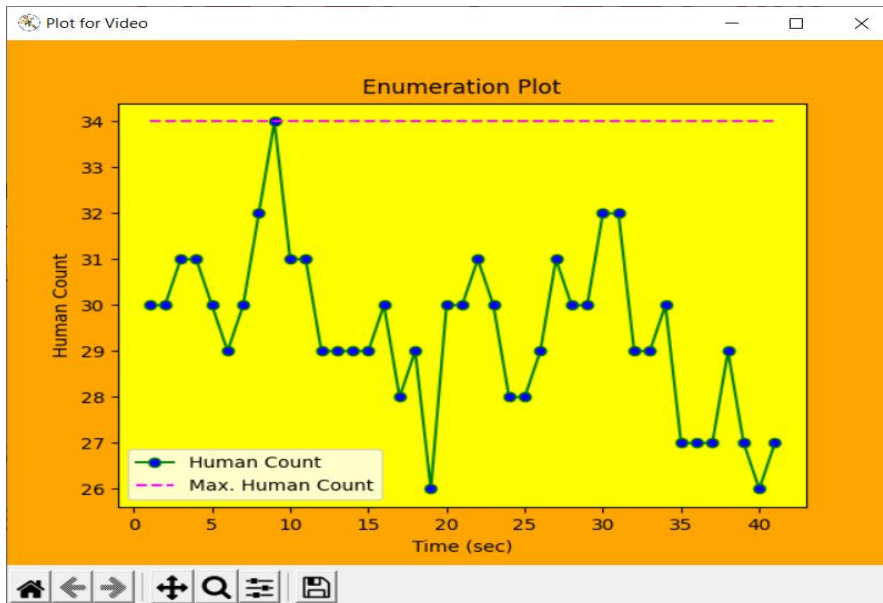 Plot for Video
Enumeration Plot
34
33
32
31
30
29
28
27
26
Human Count
Human Count
Max. Human Count
0 5 10 15 20 25 30 35 40
Time (sec)